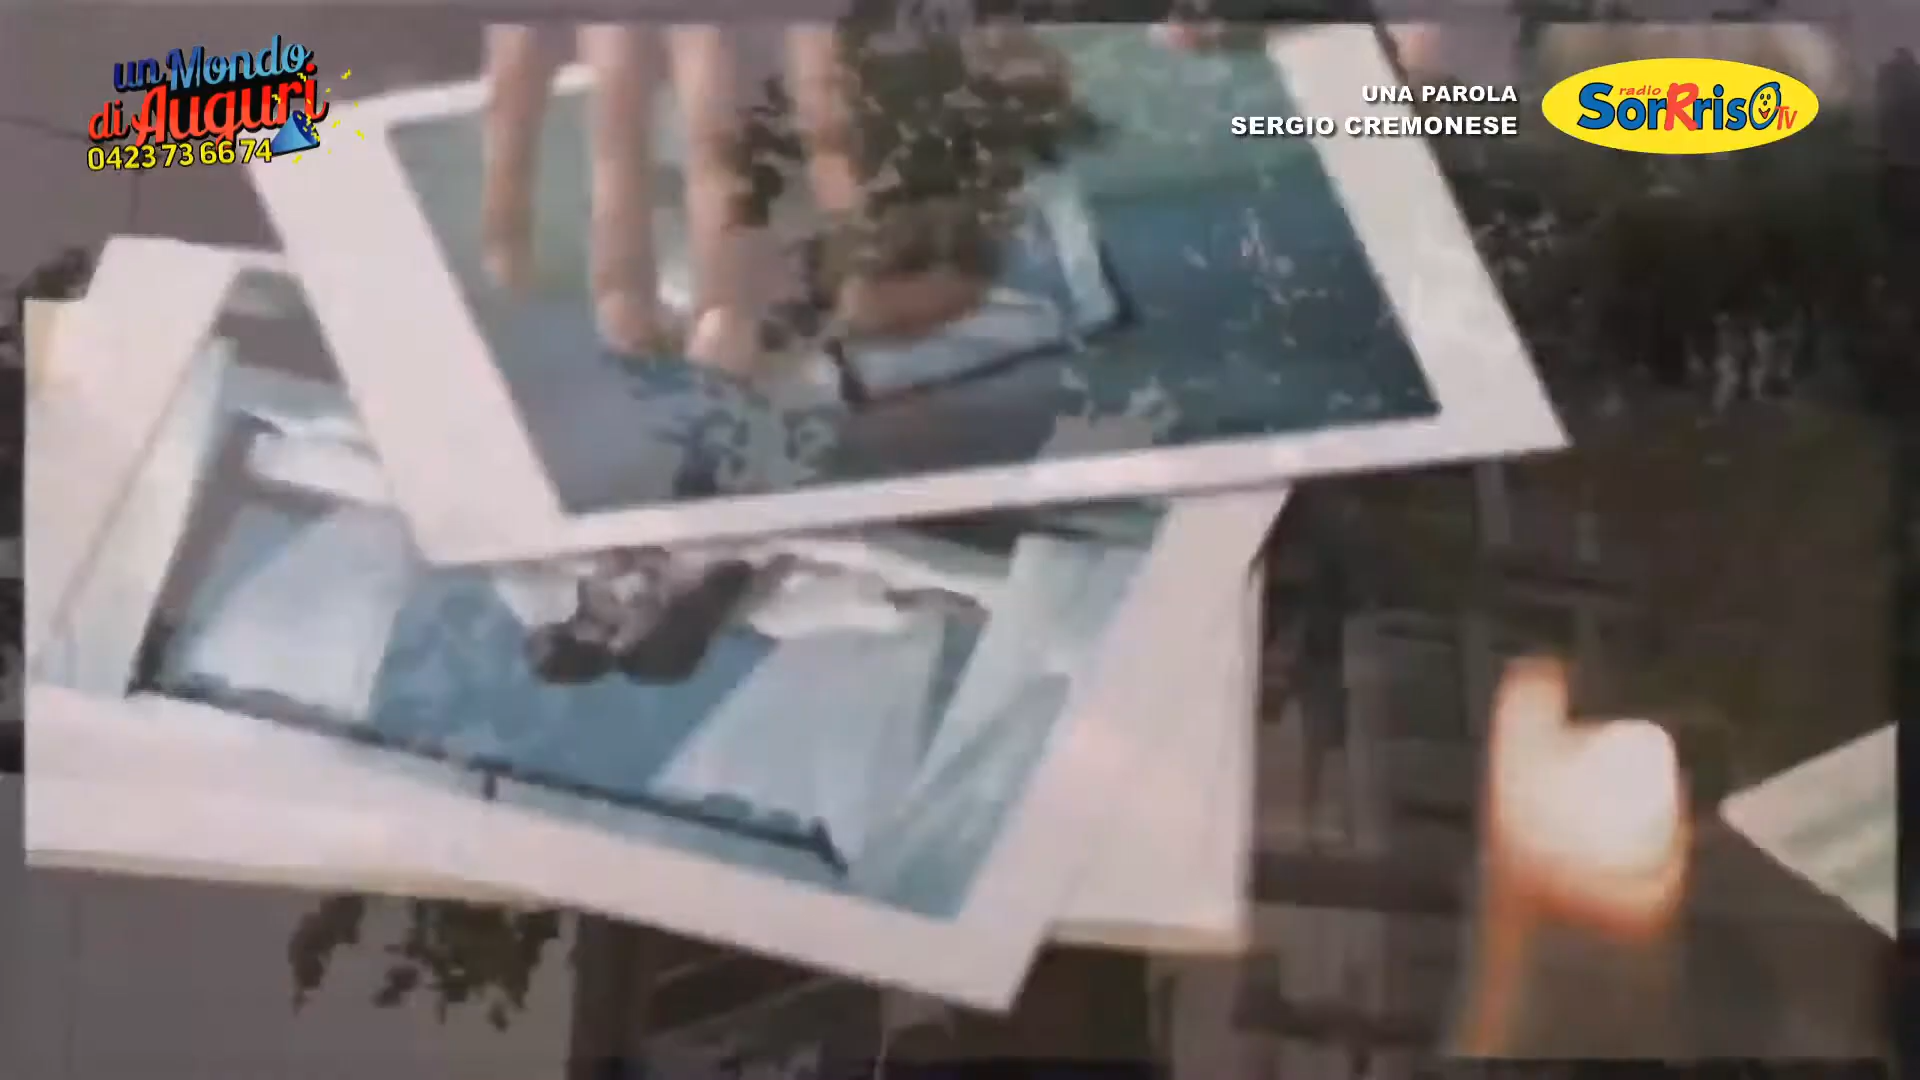 un Mondo
di Auguri
0423 73 66 74
UNA PAROLA
SERGIO CREMONESE
radio
SorRriso TV